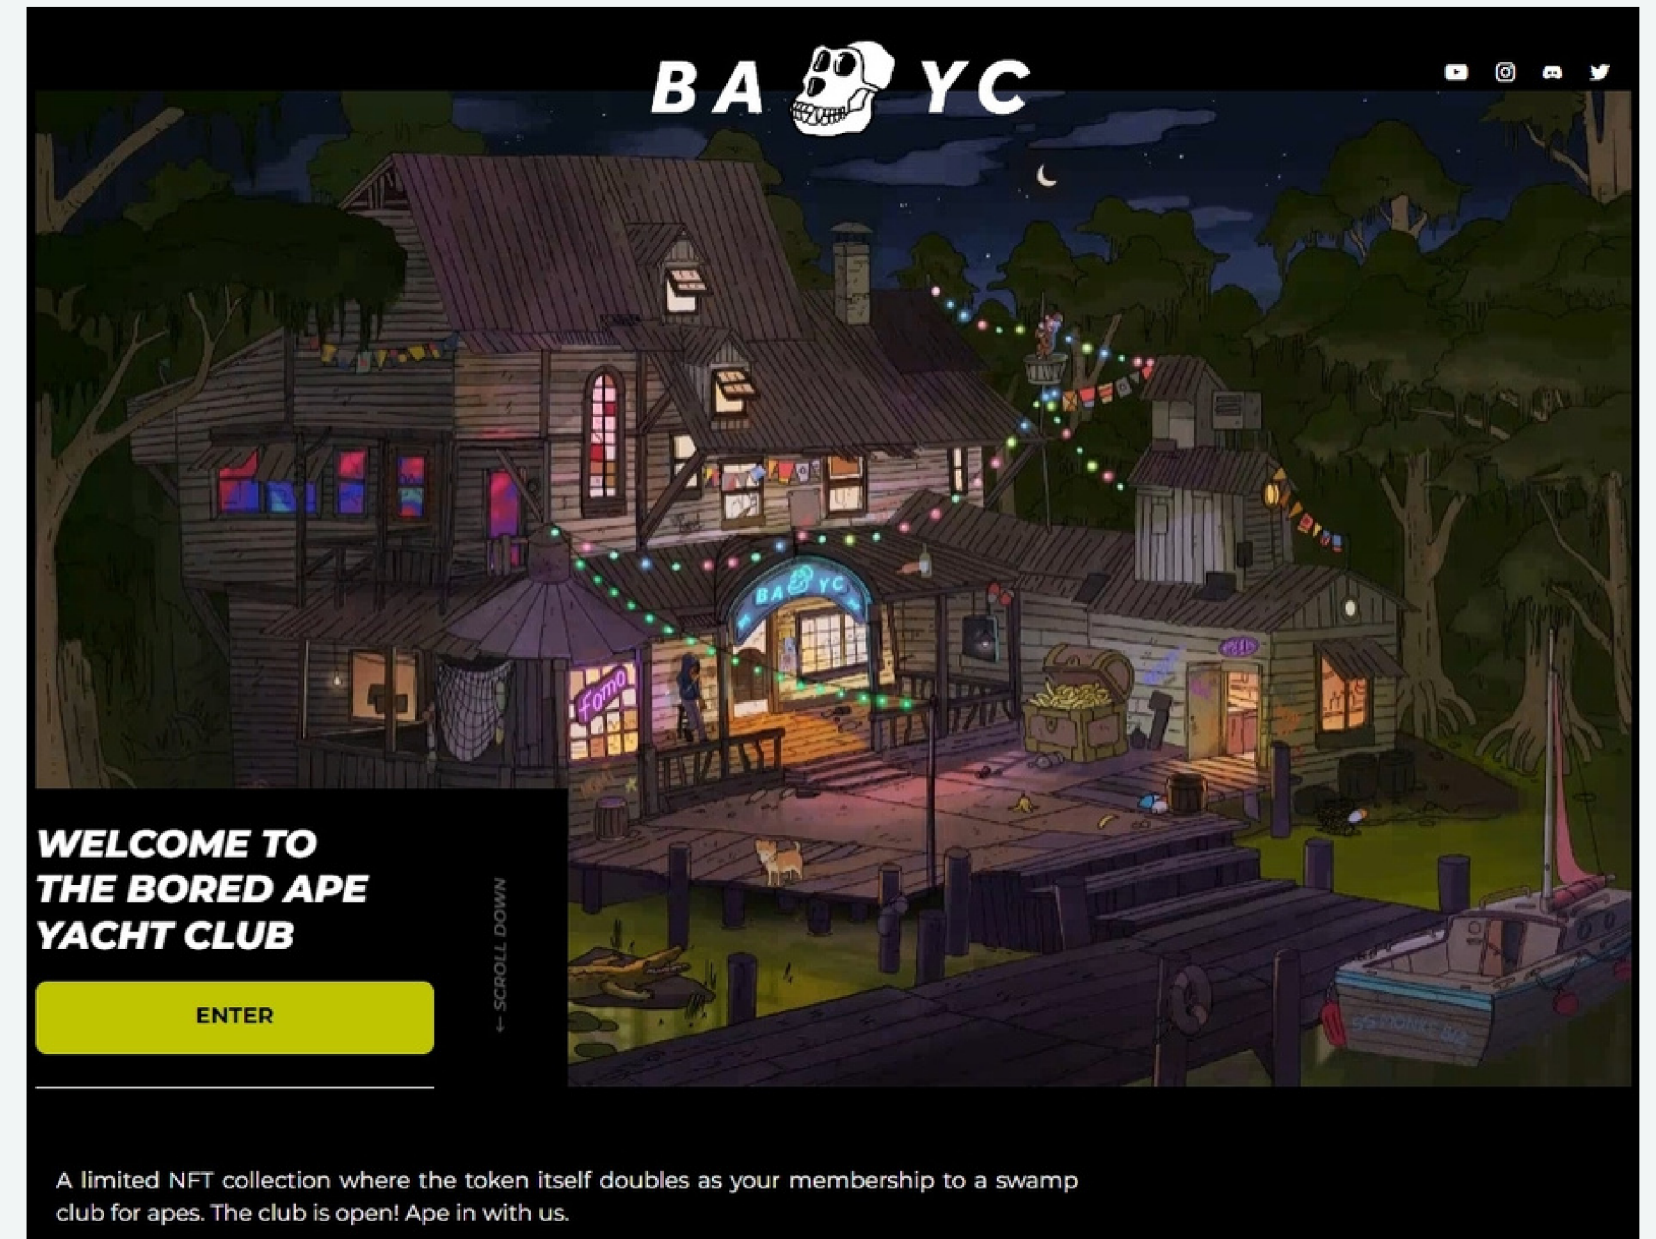 BA YC
BA YC
foma
WELCOME TO
THE BORED APE
YACHT CLUB
← SCROLL DOWN
ENTER
A limited NFT collection where the token itself doubles as your membership to a swamp
club for apes. The club is open! Ape in with us.